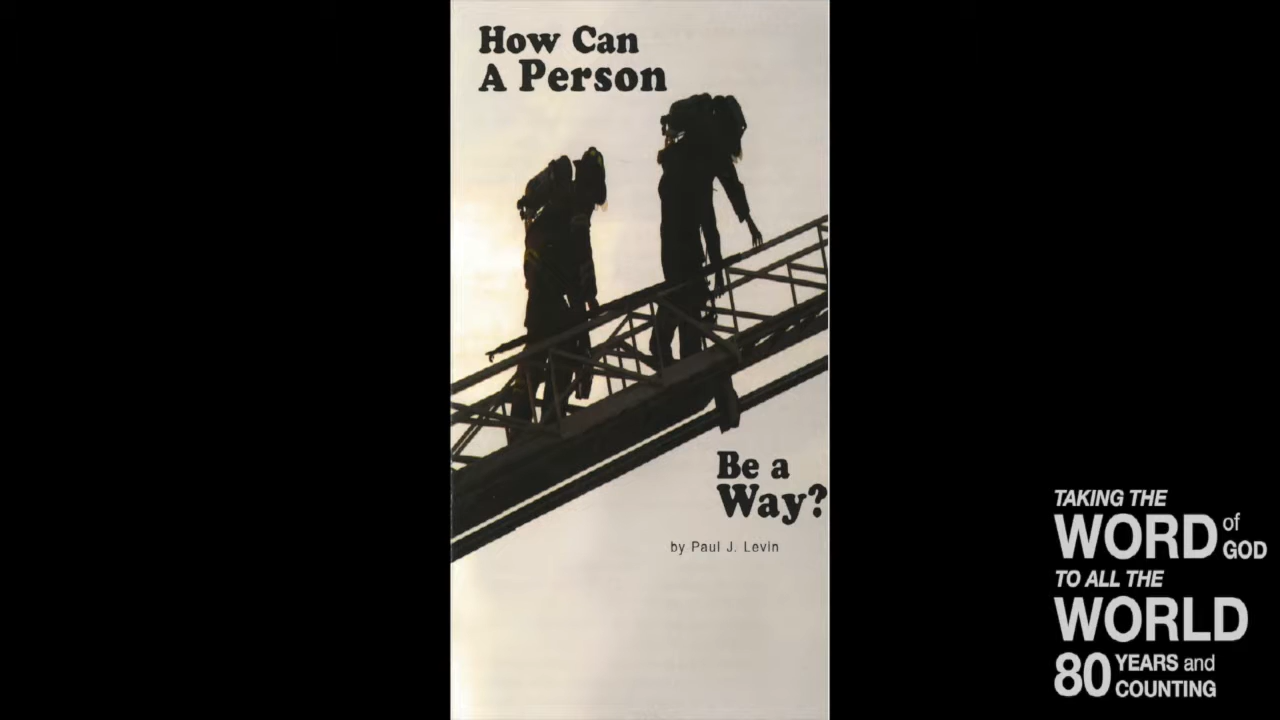 How Can
A Person
Be a
Way?
by Paul J. Levin
TAKING THE
WORD of GOD
TO ALL THE
WORLD
80 YEARS and
COUNTING